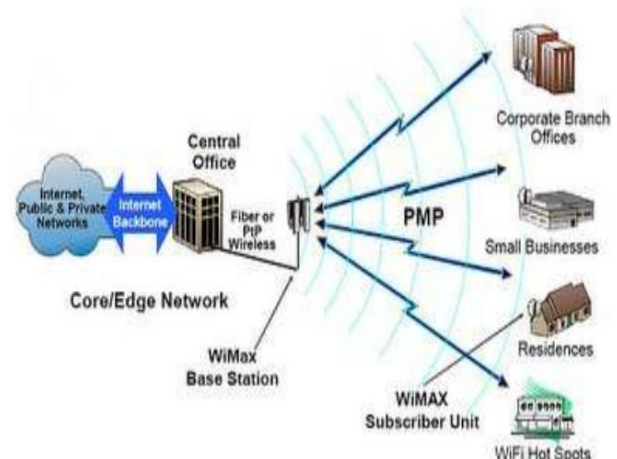 Corporate Branch
Offices
Central
Office
Internet,
Public & Private
Networks
Internet
Backbone
Fiber or
PtP
Wireless
PMP
Small Businesses
Core/Edge Network
WiMax
Base Station
WiMAX
Subscriber Unit
Residences
WiFi Hot Spots